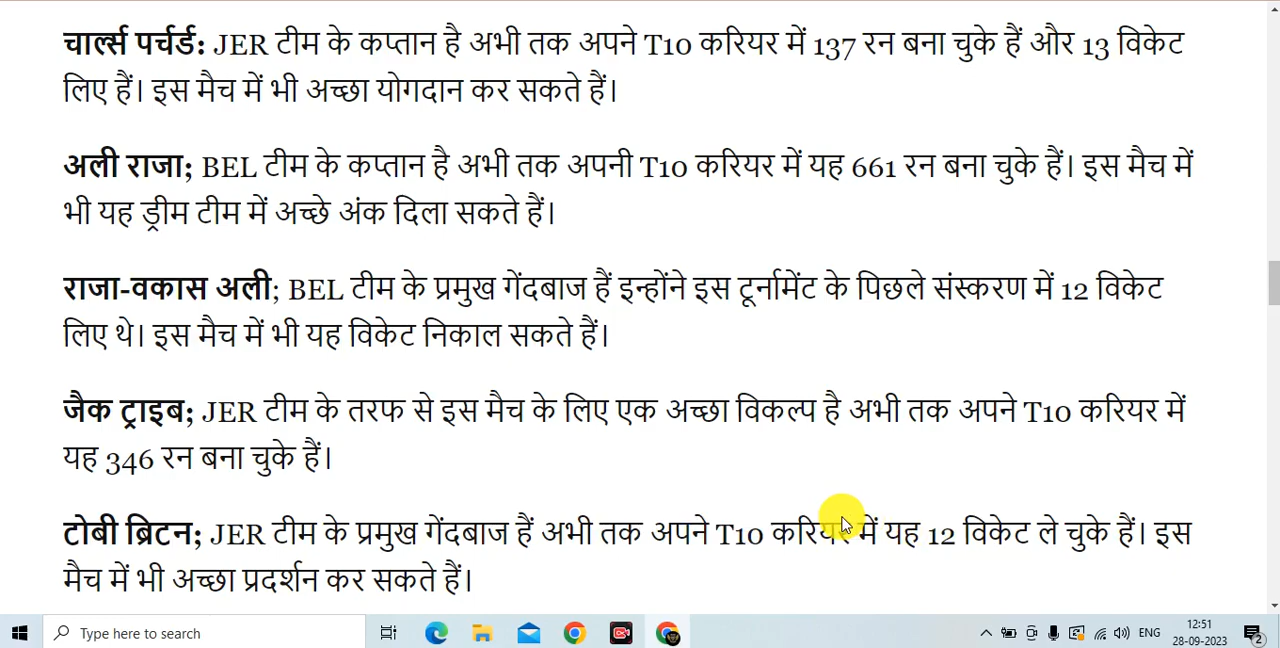 चार्ल्स पर्चर्ड: JER टीम के कप्तान है अभी तक अपने T10 करियर में 137 रन बना चुके हैं और 13 विकेट
लिए हैं। इस मैच में भी अच्छा योगदान कर सकते हैं।
अली राजा; BEL टीम के कप्तान है अभी तक अपनी T10 करियर में यह 661 रन बना चुके हैं। इस मैच में
भी यह ड्रीम टीम में अच्छे अंक दिला सकते हैं।
राजा-वकास अली; BEL टीम के प्रमुख गेंदबाज हैं इन्होंने इस टूर्नामेंट के पिछले संस्करण में 12 विकेट
लिए थे। इस मैच में भी यह विकेट निकाल सकते हैं।
जैक ट्राइब; JER टीम के तरफ से इस मैच के लिए एक अच्छा विकल्प है अभी तक अपने T10 करियर में
यह 346 रन बना चुके हैं।
टोबी ब्रिटन; JER टीम के प्रमुख गेंदबाज हैं अभी तक अपने T10 करियर में यह 12 विकेट ले चुके हैं। इस
मैच में भी अच्छा प्रदर्शन कर सकते हैं।
Type here to search
ENG
12:51
28-09-2023
2